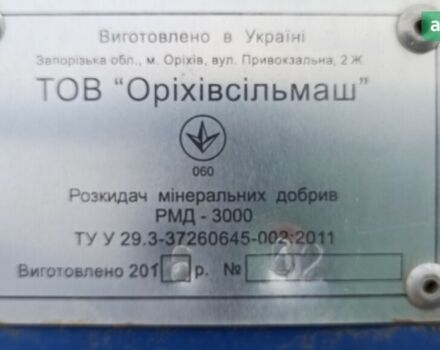 Виготовлено в Україні
Запорізька обл., м. Оріхів, вул. Привокзальна, 2 Ж
ТОВ “Оріхівсільмаш”
060
Розкидач мінеральних добрив
РМД - 3000
ТУ У 29.3-37260645-002:2011
Виготовлено 201 р. №